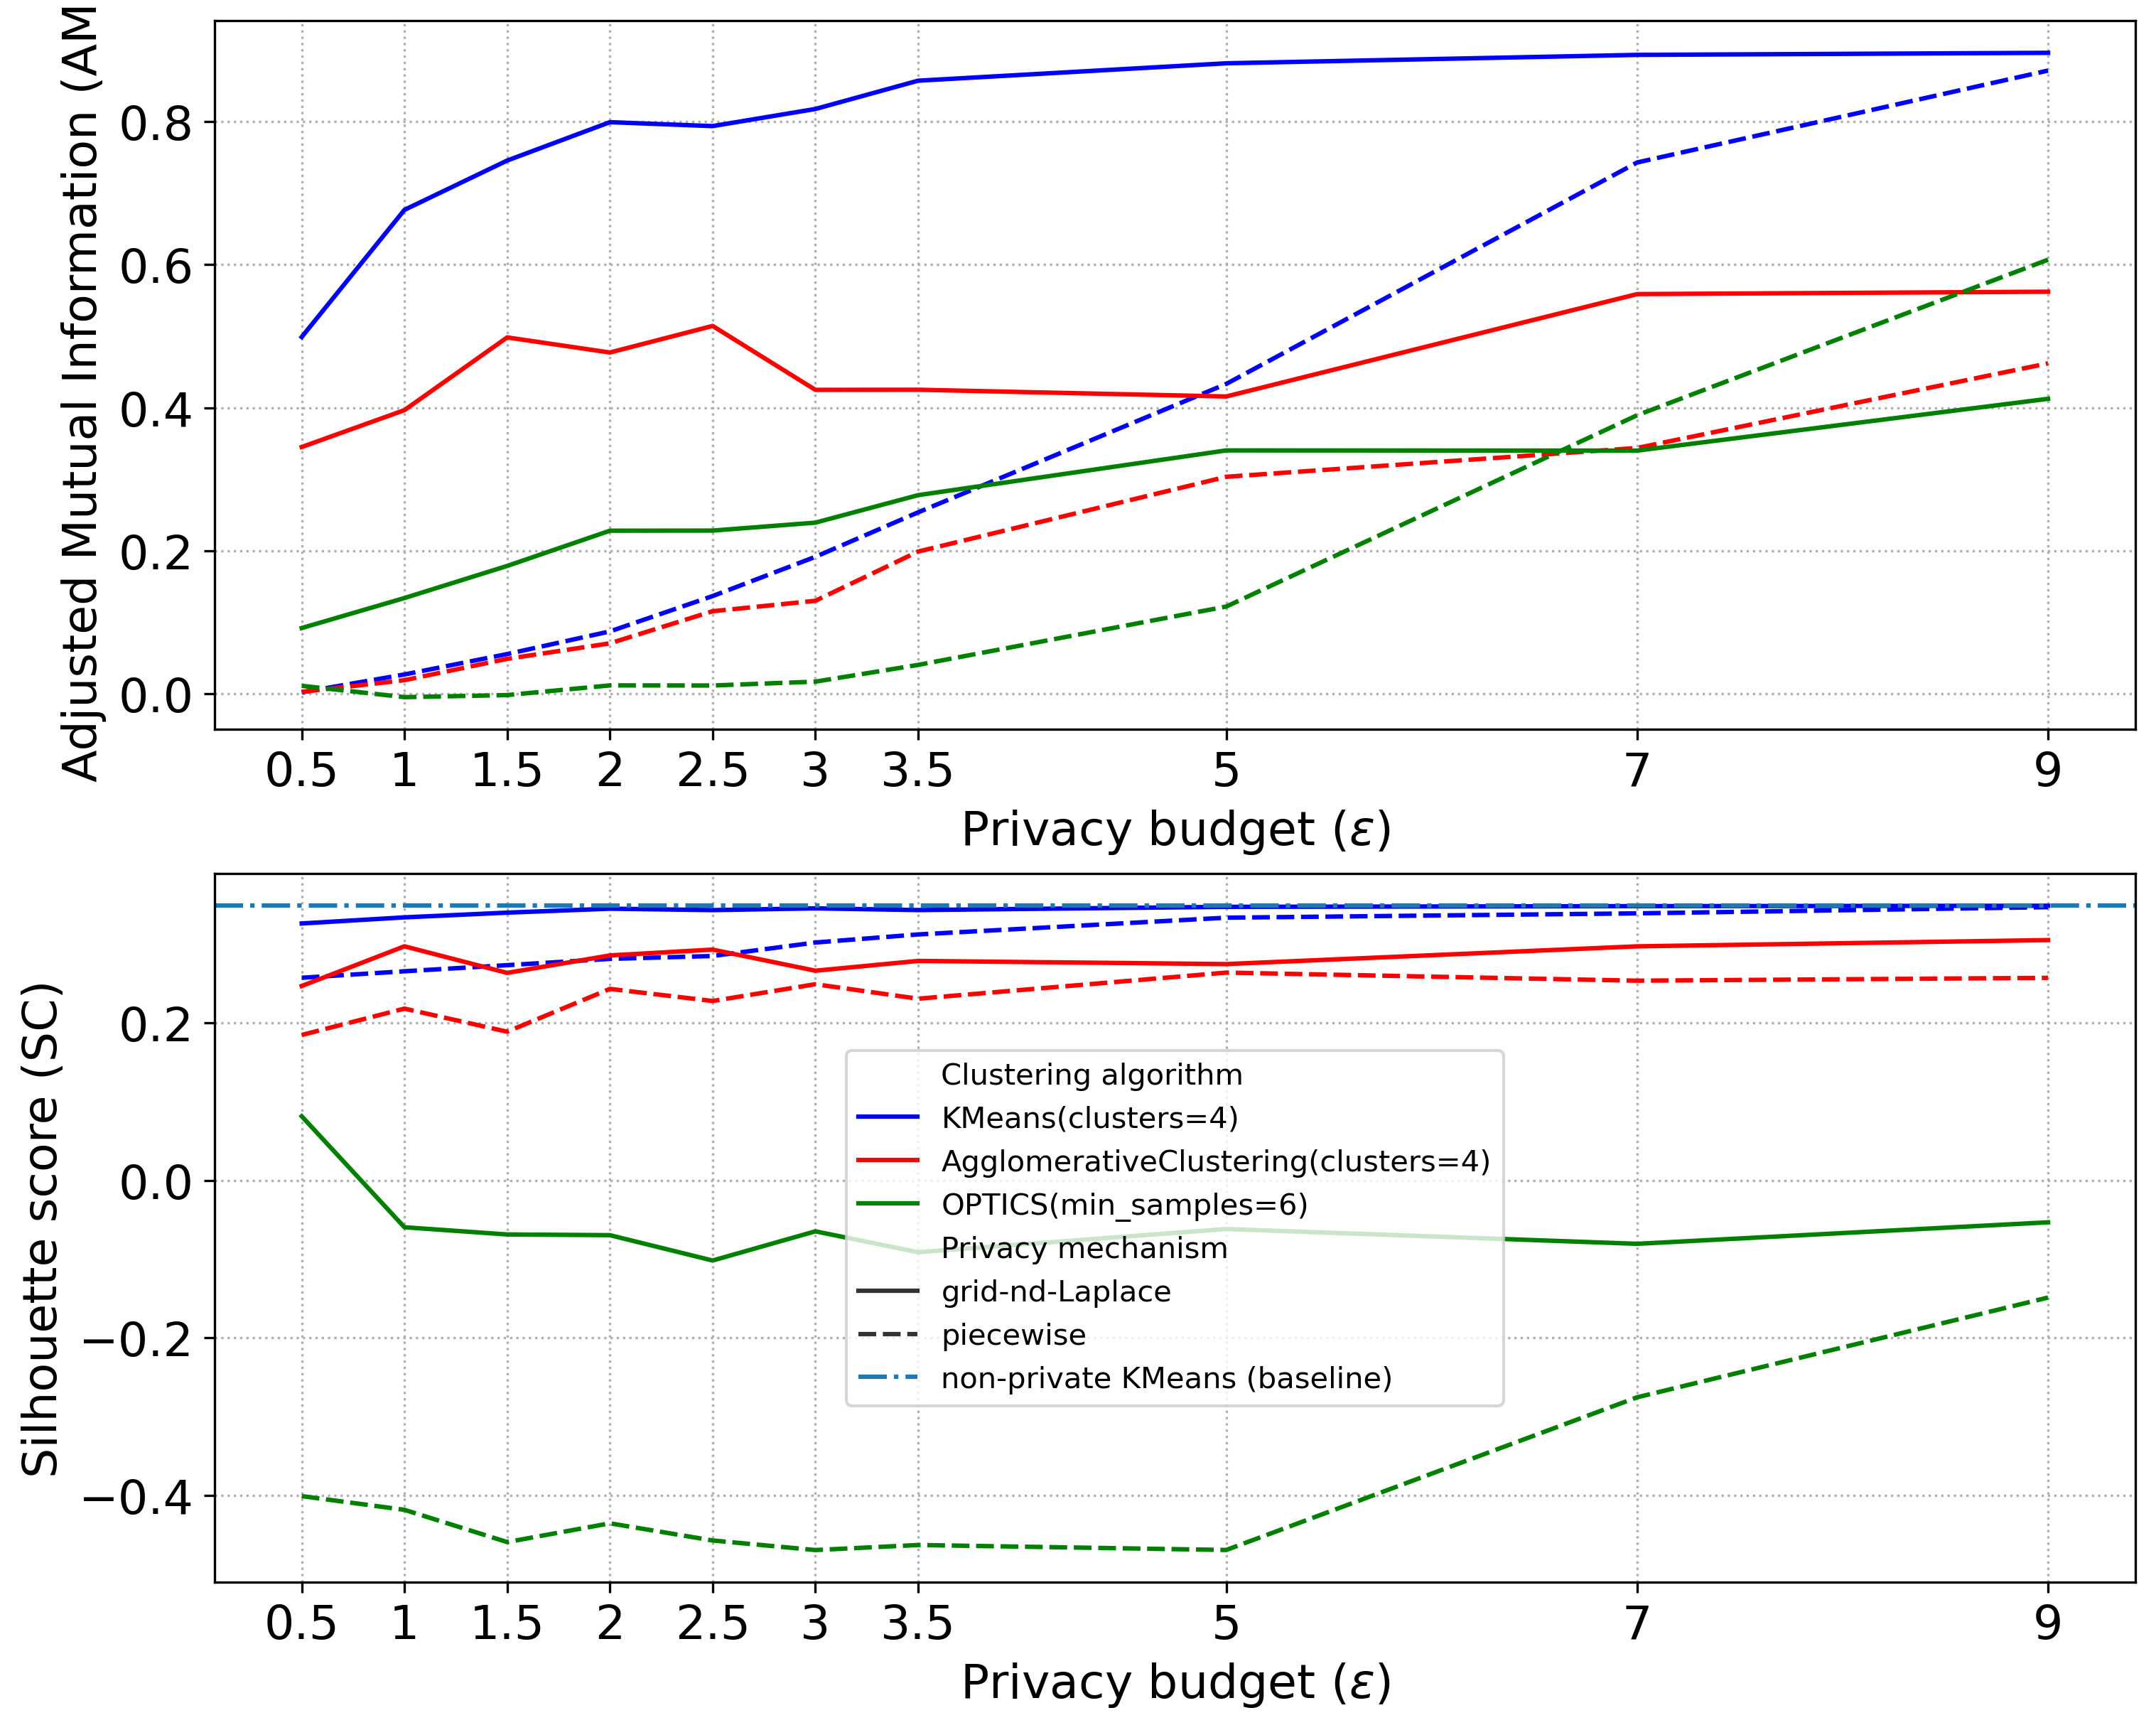 Adjusted Mutual Information (AM
0.8
0.6
0.4
0.2
0.0
0.5 1 1.5 2 2.5 3 3.5 5 7 9
Privacy budget (ε)
Silhouette score (SC)
0.2
0.0
−0.2
−0.4
Clustering algorithm
KMeans(clusters=4)
AgglomerativeClustering(clusters=4)
OPTICS(min_samples=6)
Privacy mechanism
grid-nd-Laplace
piecewise
non-private KMeans (baseline)
0.5 1 1.5 2 2.5 3 3.5 5 7 9
Privacy budget (ε)